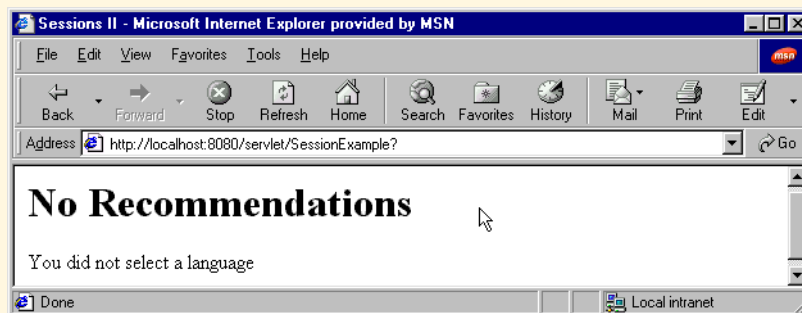 Sessions II - Microsoft Internet Explorer provided by MSN
File Edit View Favorites Tools Help
msn
Back Forward Stop Refresh Home Search Favorites History Mail Print Edit
Address http://localhost:8080/servlet/SessionExample? Go
No Recommendations
You did not select a language
Done Local intranet